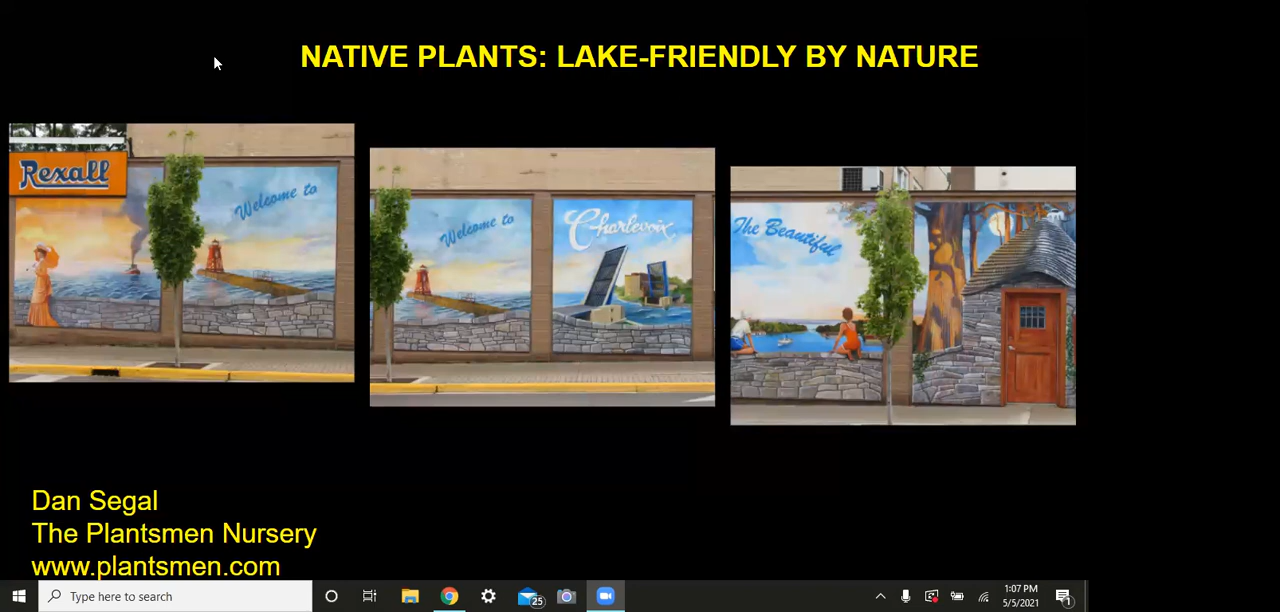 NATIVE PLANTS: LAKE-FRIENDLY BY NATURE
Rexall
Welcome to
Welcome to
Charlevoix
The Beautiful
Dan Segal
The Plantsmen Nursery
www.plantsmen.com
Type here to search
25
1:07 PM
5/5/2021
1